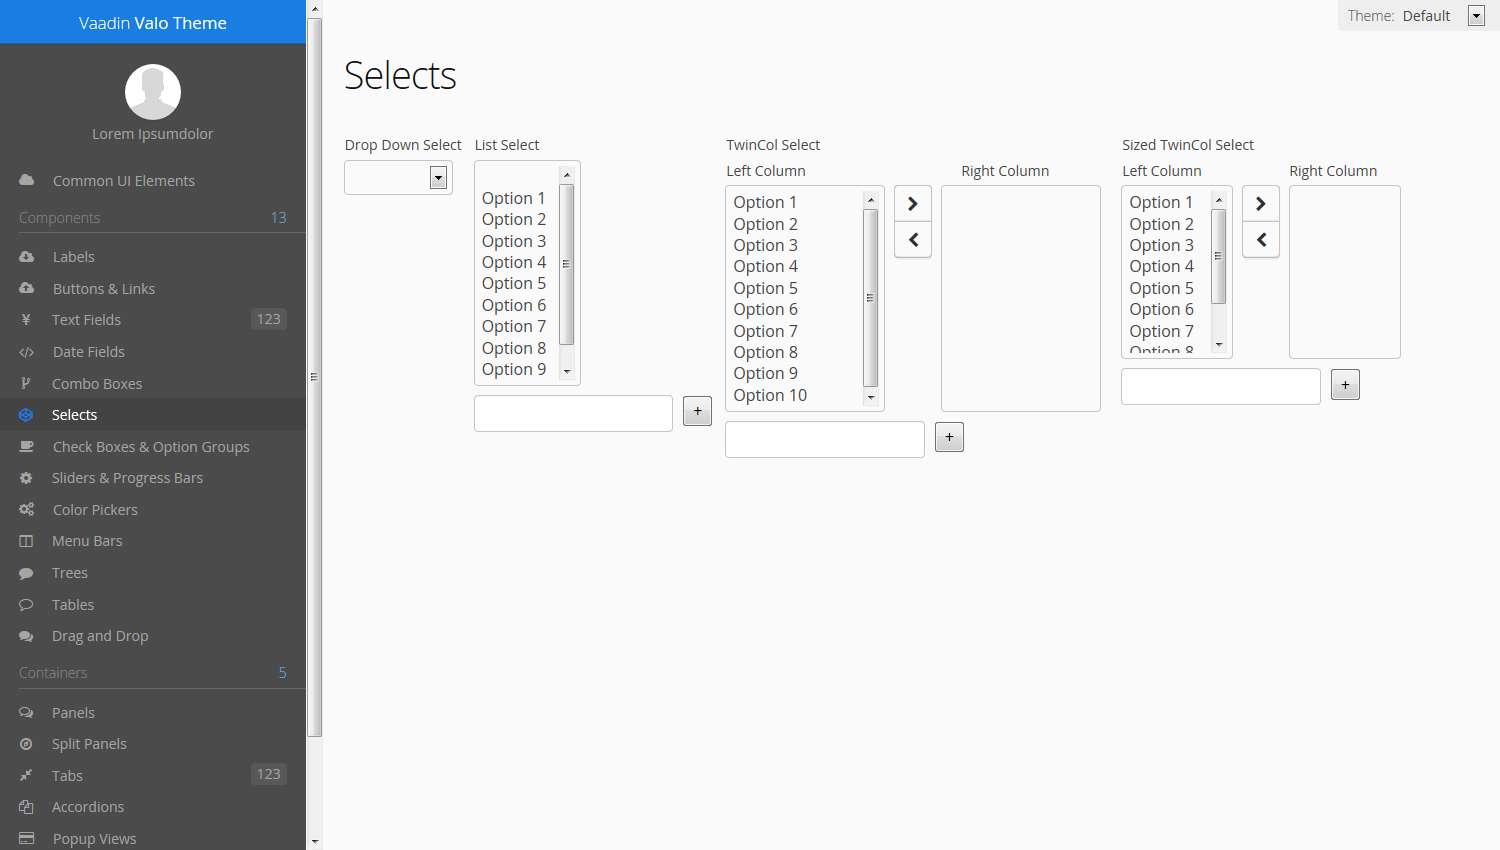 Vaadin Valo Theme
Lorem Ipsumdolor
Common UI Elements
Components 13
Labels
Buttons & Links
Text Fields 123
Date Fields
Combo Boxes
Selects
Check Boxes & Option Groups
Sliders & Progress Bars
Color Pickers
Menu Bars
Trees
Tables
Drag and Drop
Containers 5
Panels
Split Panels
Tabs 123
Accordions
Popup Views
Theme: Default
Selects
Drop Down Select
List Select
Option 1
Option 2
Option 3
Option 4
Option 5
Option 6
Option 7
Option 8
Option 9
+
TwinCol Select
Left Column
Option 1
Option 2
Option 3
Option 4
Option 5
Option 6
Option 7
Option 8
Option 9
Option 10
Right Column
+
Sized TwinCol Select
Left Column
Option 1
Option 2
Option 3
Option 4
Option 5
Option 6
Option 7
Option 8
Right Column
+